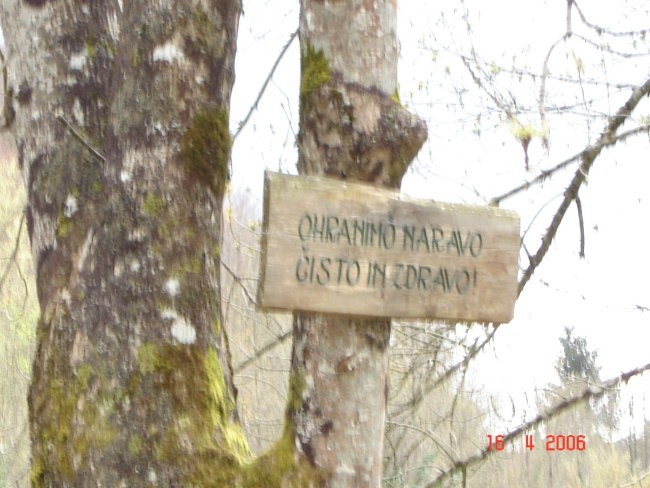 OHRANIMO NARAVO
ČISTO IN ZDRAVO!
16 4 2006